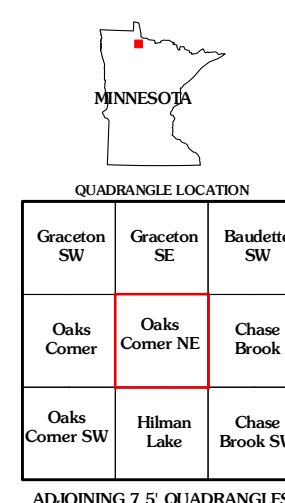 MINNESOTA
QUADRANGLE LOCATION
Graceton
SW
Graceton
SE
Baudette
SW
Oaks
Corner
Oaks
Corner NE
Chase
Brook
Oaks
Corner SW
Hilman
Lake
Chase
Brook SW
ADJOINING 7.5' QUADRANGLES